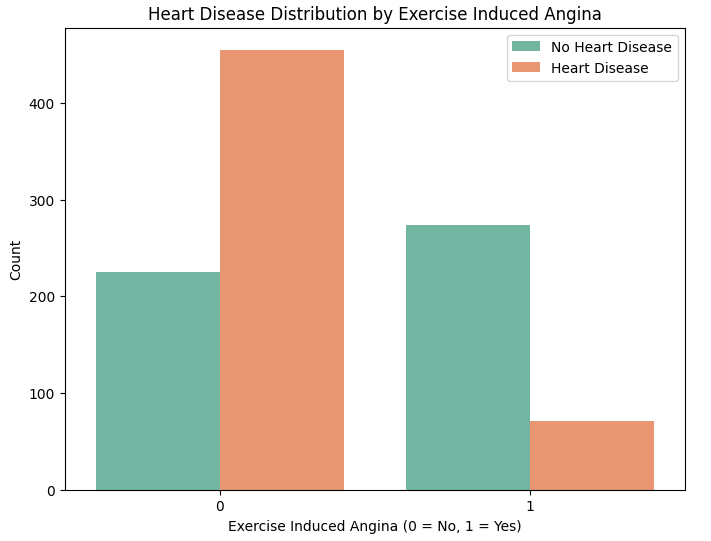 Heart Disease Distribution by Exercise Induced Angina
No Heart Disease
Heart Disease
Count
400
300
200
100
0
0 1
Exercise Induced Angina (0 = No, 1 = Yes)